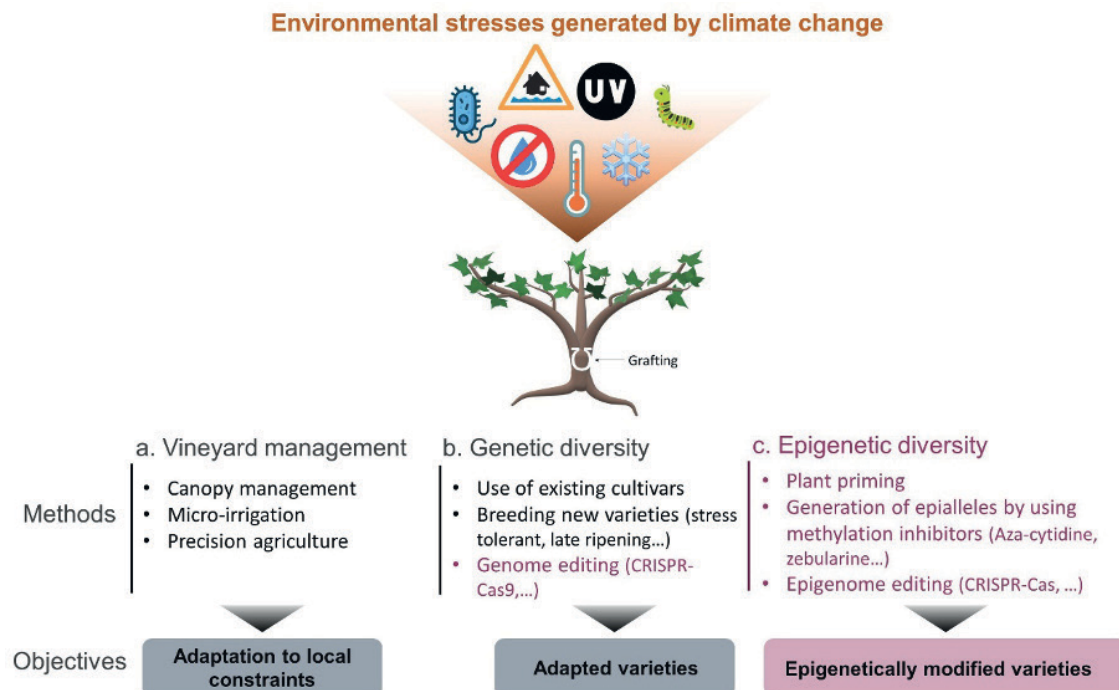 Environmental stresses generated by climate change
UV
Grafting
a. Vineyard management
b. Genetic diversity
c. Epigenetic diversity
Methods
• Canopy management
• Micro-irrigation
• Precision agriculture
• Use of existing cultivars
• Breeding new varieties (stress
tolerant, late ripening...)
• Genome editing (CRISPR-
Cas9,...)
• Plant priming
• Generation of epialleles by using
methylation inhibitors (Aza-cytidine,
zebularine...)
• Epigenome editing (CRISPR-Cas, ...)
Objectives
Adaptation to local
constraints
Adapted varieties
Epigenetically modified varieties